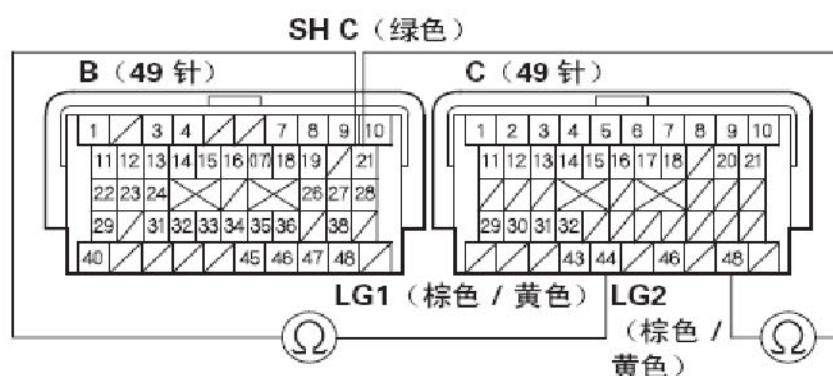 SH C（绿色）
B（49 针） C（49 针）
1 3 4 7 8 9 10 1 2 3 4 5 6 7 8 9 10
11 12 13 14 15 16 07 18 19 21 11 12 13 14 15 16 17 18 20 21
22 23 24 26 27 28
29 31 32 33 34 35 36 38 29 30 31 32
40 45 46 47 48 43 44 46 48
LG1（棕色 / 黄色） LG2
（棕色 /
黄色）
Ω Ω